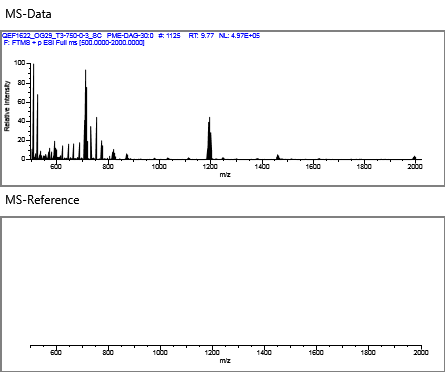 MS-Data
QEF1622_OG29_T3-750-0-3_BC PME-DAG-30:0 #: 1125 RT: 9.77 NL: 4.97E+05
F: FTMS + p ESI Full ms [500.0000-2000.0000]
100
80
60
40
20
0
Relative Intensity
600 800 1000 1200 1400 1600 1800 2000
m/z
MS-Reference
600 800 1000 1200 1400 1600 1800 2000
m/z